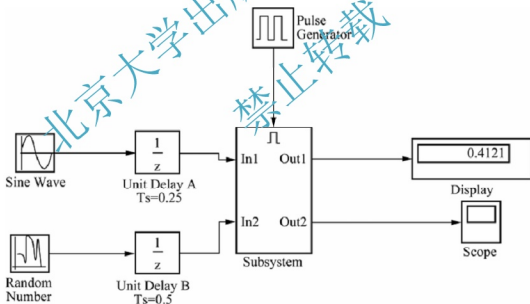 Pulse
Generator
北京大学出版
禁止转载
1
z
In1
Out1
0.4121
Sine Wave
Unit Delay A
Ts=0.25
Display
1
z
In2
Out2
Random
Number
Unit Delay B
Ts=0.5
Subsystem
Scope